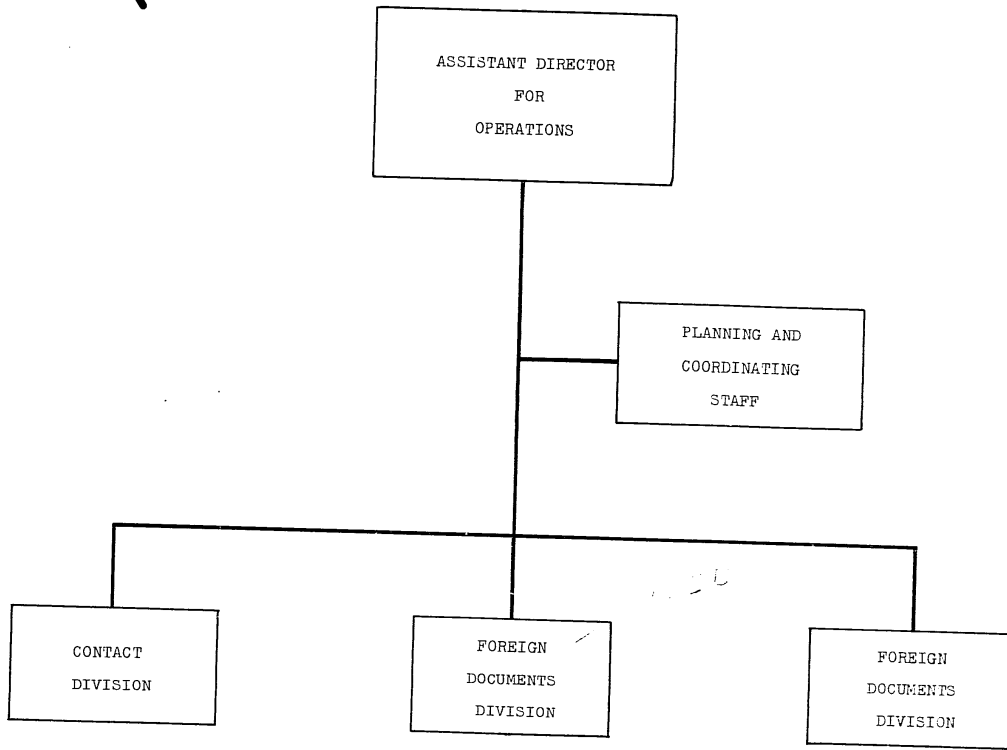 ASSISTANT DIRECTOR
FOR
OPERATIONS
PLANNING AND
COORDINATING
STAFF
CONTACT
DIVISION
FOREIGN
DOCUMENTS
DIVISION
FOREIGN
DOCUMENTS
DIVISION